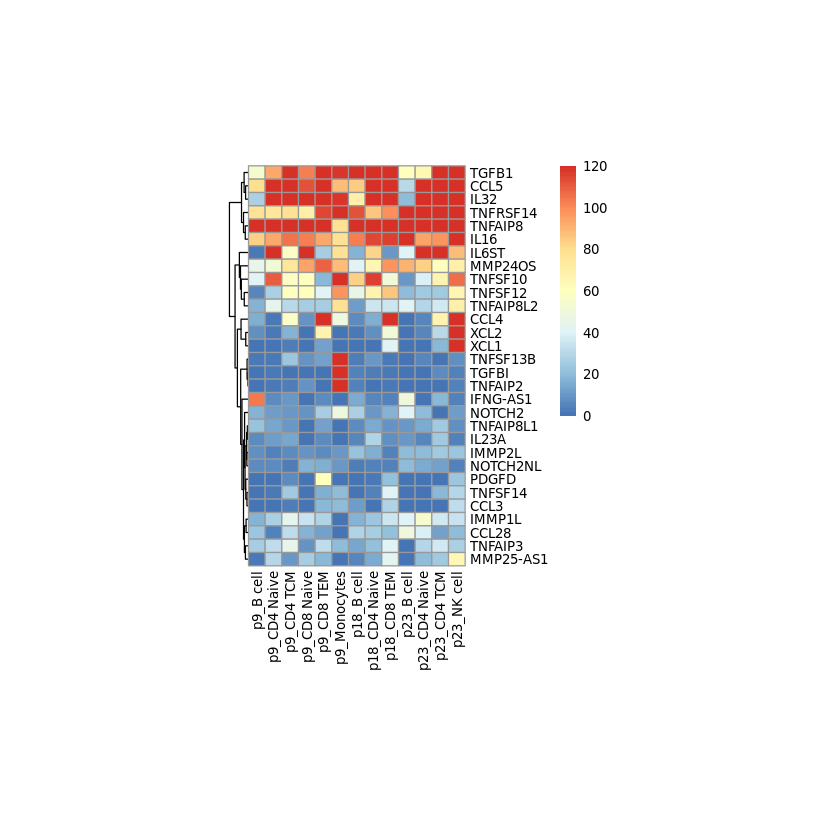 TGFB1
CCL5
IL32
TNFRSF14
TNFAIP8
IL16
IL6ST
MMP24OS
TNFSF10
TNFSF12
TNFAIP8L2
CCL4
XCL2
XCL1
TNFSF13B
TGFBI
TNFAIP2
IFNG-AS1
NOTCH2
TNFAIP8L1
IL23A
IMMP2L
NOTCH2NL
PDGFD
TNFSF14
CCL3
IMMP1L
CCL28
TNFAIP3
MMP25-AS1
120
100
80
60
40
20
0
p9_B cell
p9_CD4 Naive
p9_CD4 TCM
p9_CD8 Naive
p9_CD8 TEM
p9_Monocytes
p18_B cell
p18_CD4 Naive
p18_CD8 TEM
p23_B cell
p23_CD4 Naive
p23_CD4 TCM
p23_NK cell